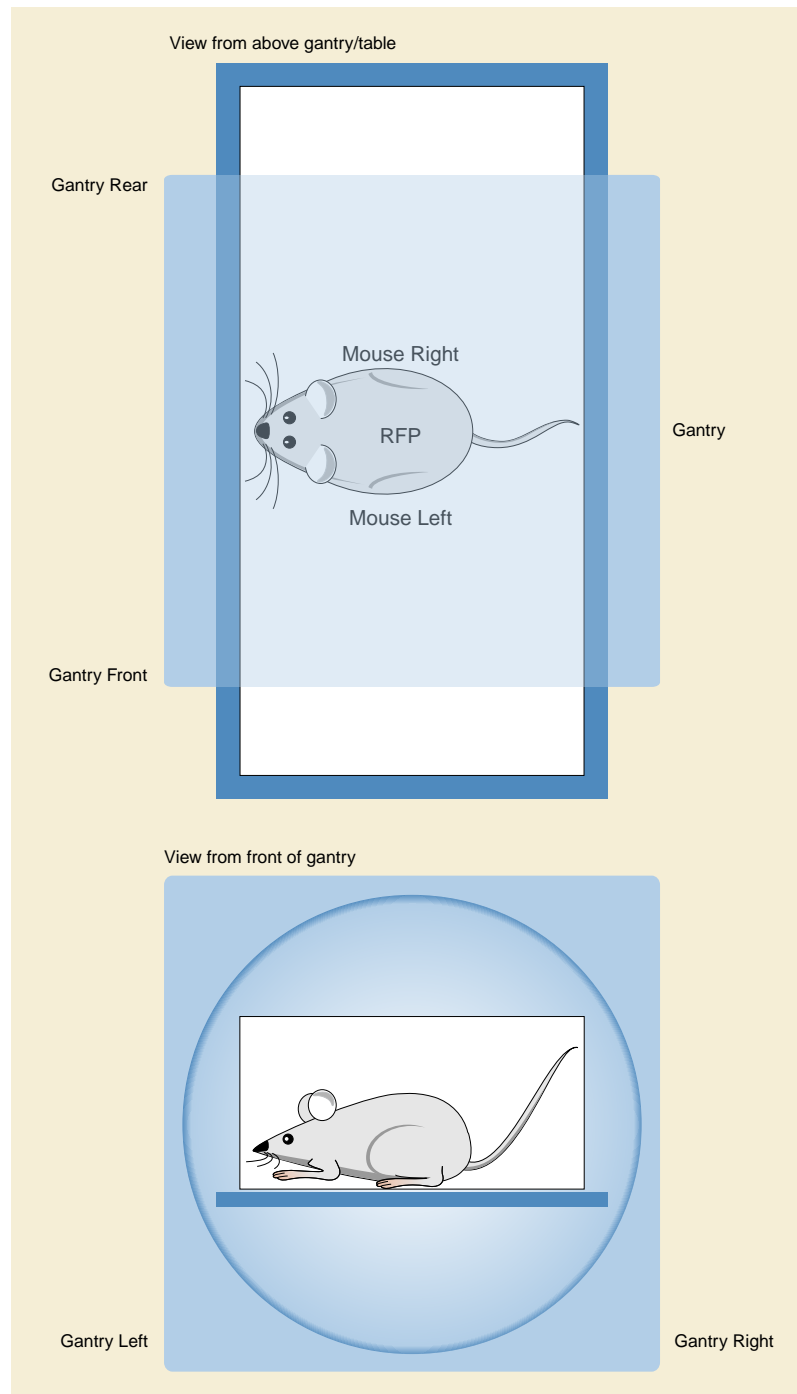 View from above gantry/table
Gantry Rear
Mouse Right
RFP
Gantry
Mouse Left
Gantry Front
View from front of gantry
Gantry Left
Gantry Right